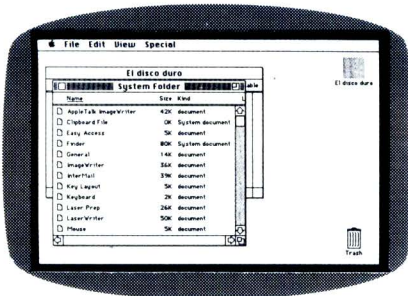 File Edit View Special
El disco duro
System Folder
able
El disco duro
Name Size Kind L
AppleTalk ImageWriter 42K document
Clipboard File 0K System document
Easy Access 5K document
Finder 80K System document
General 14K document
ImageWriter 36K document
InterMail 39K document
Key Layout 5K document
Keyboard 2K document
Laser Prep 26K document
LaserWriter 50K document
Mouse 5K document
Trash